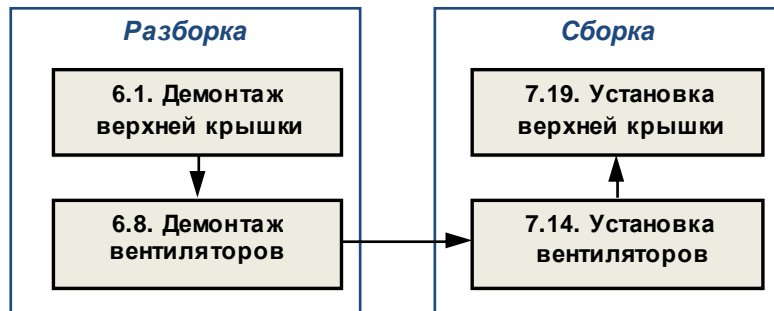 Разборка
6.1. Демонтаж
верхней крышки
6.8. Демонтаж
вентиляторов
Сборка
7.19. Установка
верхней крышки
7.14. Установка
вентиляторов